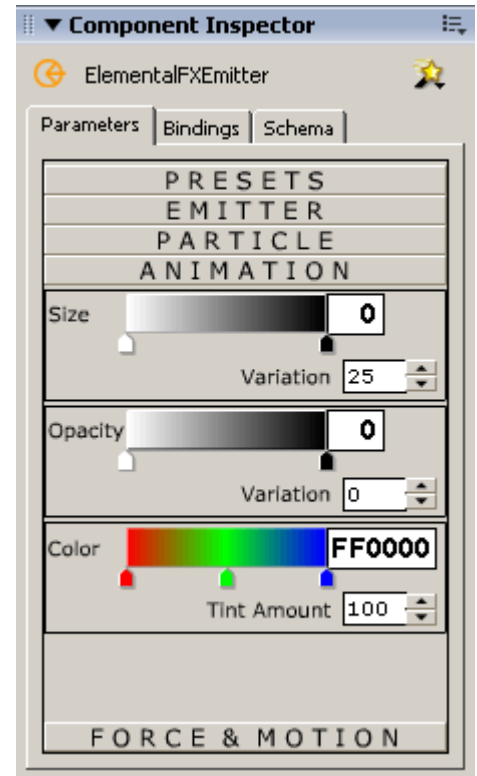 Component Inspector
ElementalFXEmitter
Parameters Bindings Schema
PRESETS
EMITTER
PARTICLE
ANIMATION
Size 0
Variation 25
Opacity 0
Variation 0
Color FF0000
Tint Amount 100
FORCE & MOTION